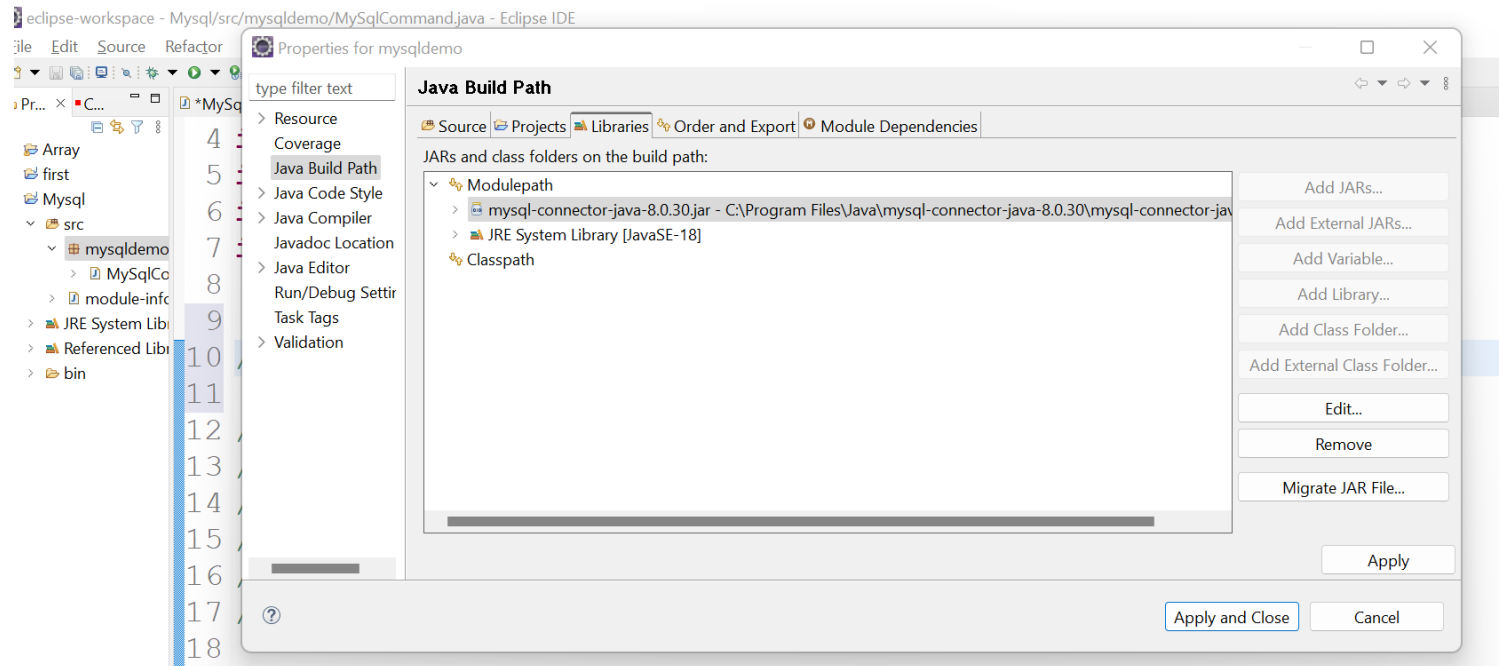 eclipse-workspace - Mysql/src/mysqldemo/MySqlCommand.java - Eclipse IDE
File Edit Source Refactor
Pr... × C...
*MySq
Array
first
Mysql
src
mysqldemo
MySqlCo
module-info
JRE System Libr
Referenced Libr
bin
4
5
6
7
8
9
10 /
11
12 /
13 /
14 /
15 /
16 /
17 /
18
Properties for mysqldemo
type filter text
Resource
Coverage
Java Build Path
Java Code Style
Java Compiler
Javadoc Location
Java Editor
Run/Debug Settin
Task Tags
Validation
Java Build Path
Source Projects Libraries Order and Export Module Dependencies
JARs and class folders on the build path:
Modulepath
mysql-connector-java-8.0.30.jar - C:\Program Files\Java\mysql-connector-java-8.0.30\mysql-connector-jav
JRE System Library [JavaSE-18]
Classpath
Add JARs...
Add External JARs...
Add Variable...
Add Library...
Add Class Folder...
Add External Class Folder...
Edit...
Remove
Migrate JAR File...
Apply
Apply and Close Cancel